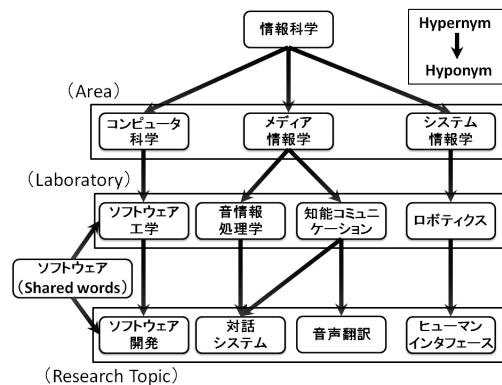 情報科学
Hypernym
Hyponym
(Area)
コンピュータ
科学
メディア
情報学
システム
情報学
(Laboratory)
ソフトウェア
工学
音情報
処理学
知能コミュニ
ケーション
ロボティクス
ソフトウェア
(Shared words)
ソフトウェア
開発
対話
システム
音声翻訳
ヒューマン
インタフェース
(Research Topic)